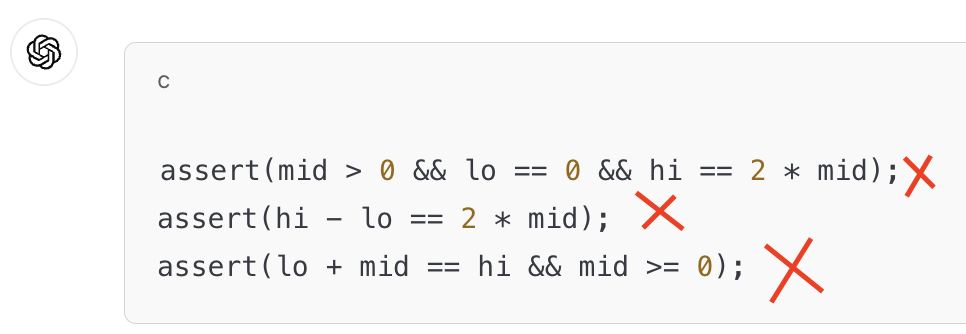 c
assert(mid > 0 && lo == 0 && hi == 2 * mid);
assert(hi - lo == 2 * mid);
assert(lo + mid == hi && mid >= 0);